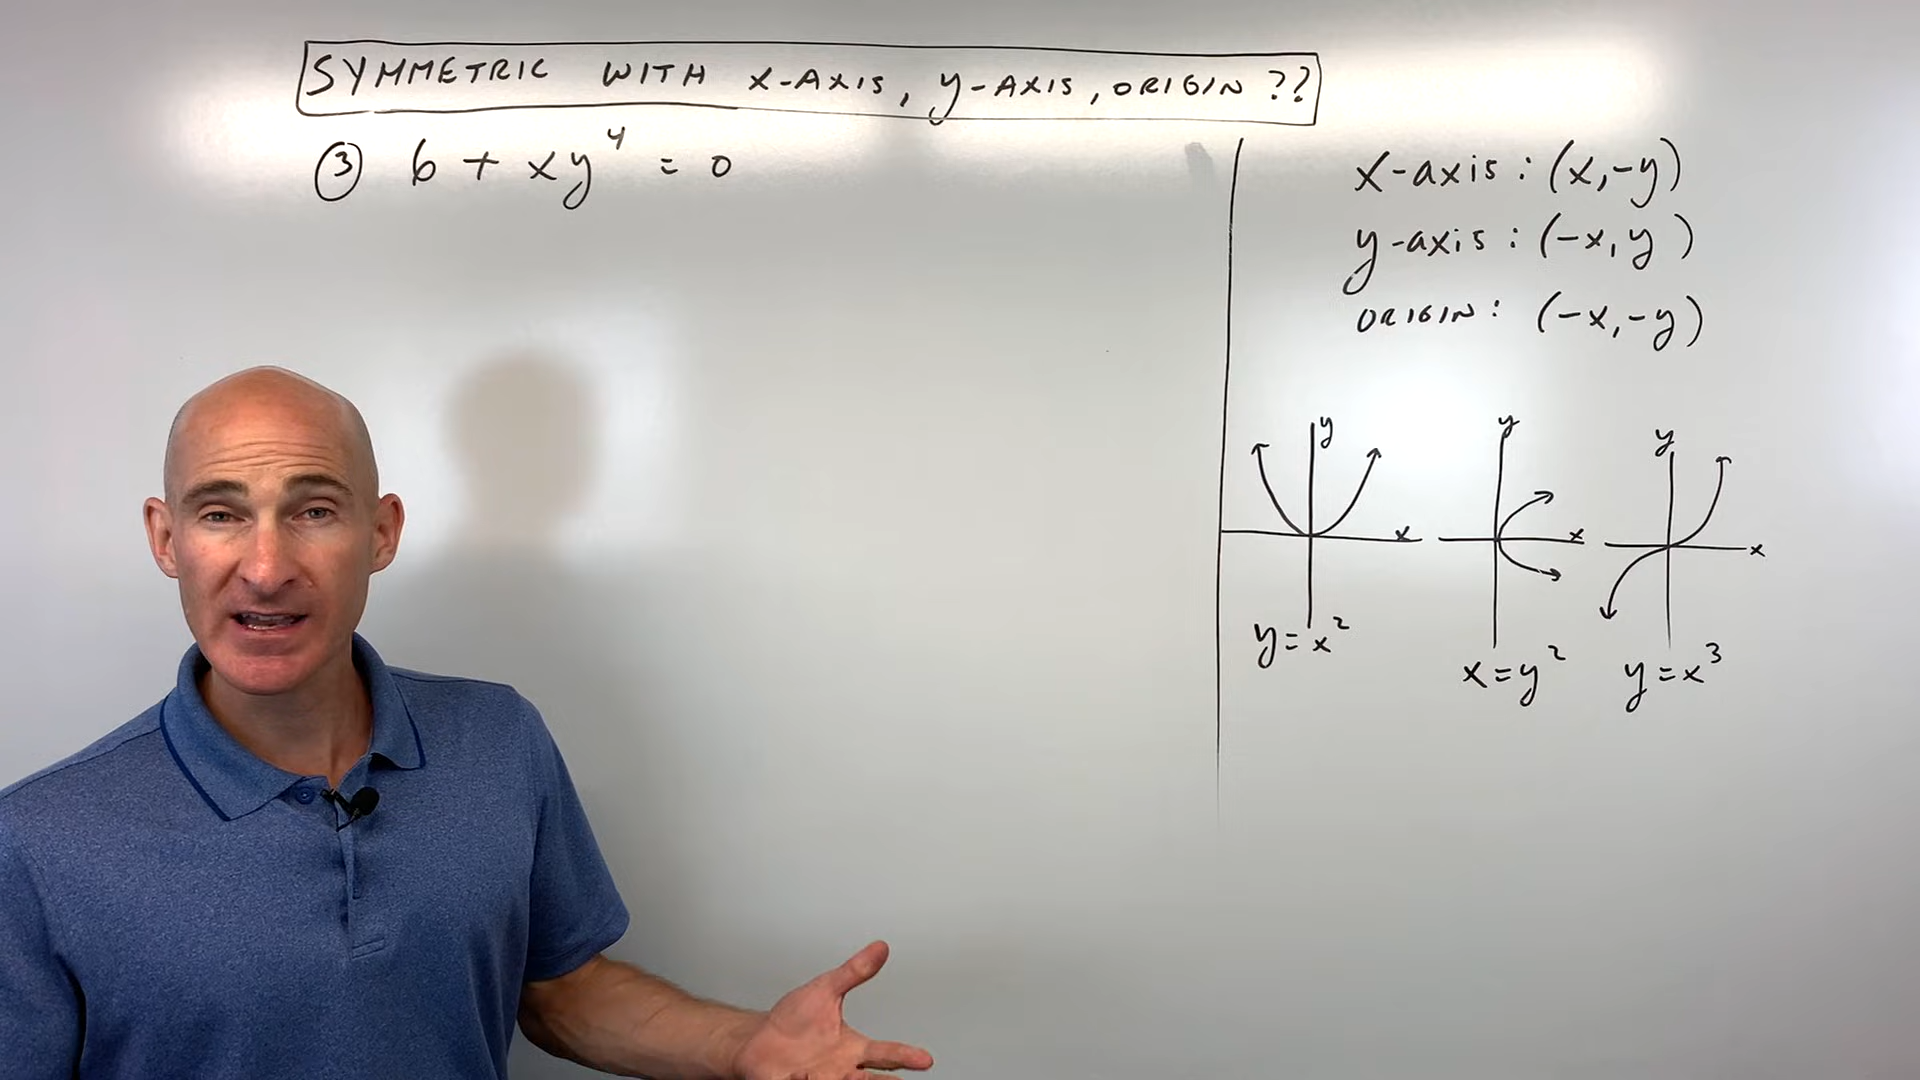 SYMMETRIC WITH X-AXIS, y-AXIS, ORIGIN ??
③ 6 + xy⁴ = 0
x-axis: (x,-y)
y-axis: (-x, y)
ORIGIN: (-x,-y)
y
x
y
x
y
x
y=x²
x=y²
y=x³